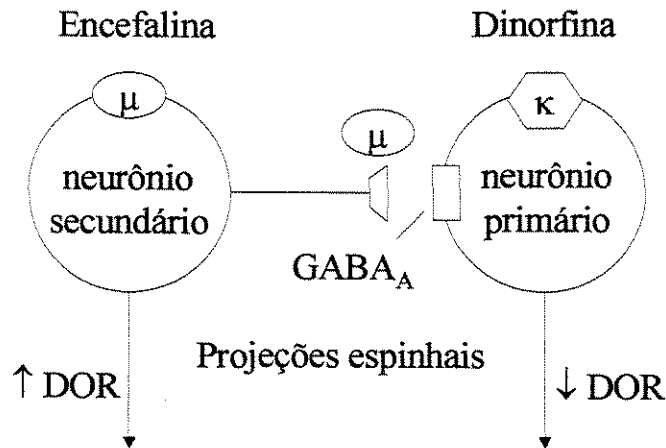 Encefalina
Dinorfina
μ
κ
μ
neurônio
secundário
neurônio
primário
GABA_A
Projeções espinhais
↑ DOR
↓ DOR